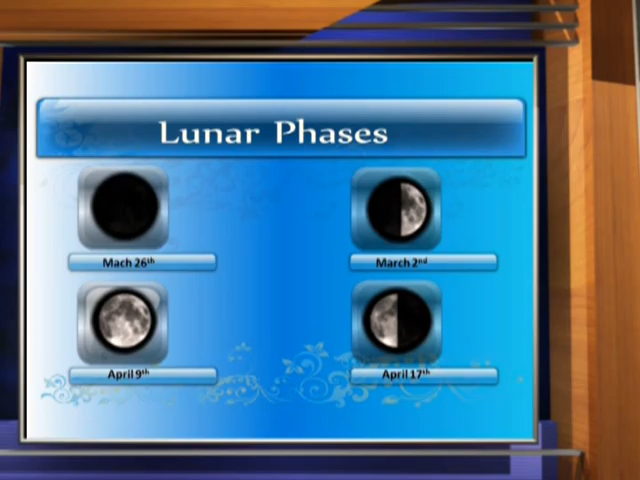 Lunar Phases
Mach 26th
March 2nd
April 9th
April 17th